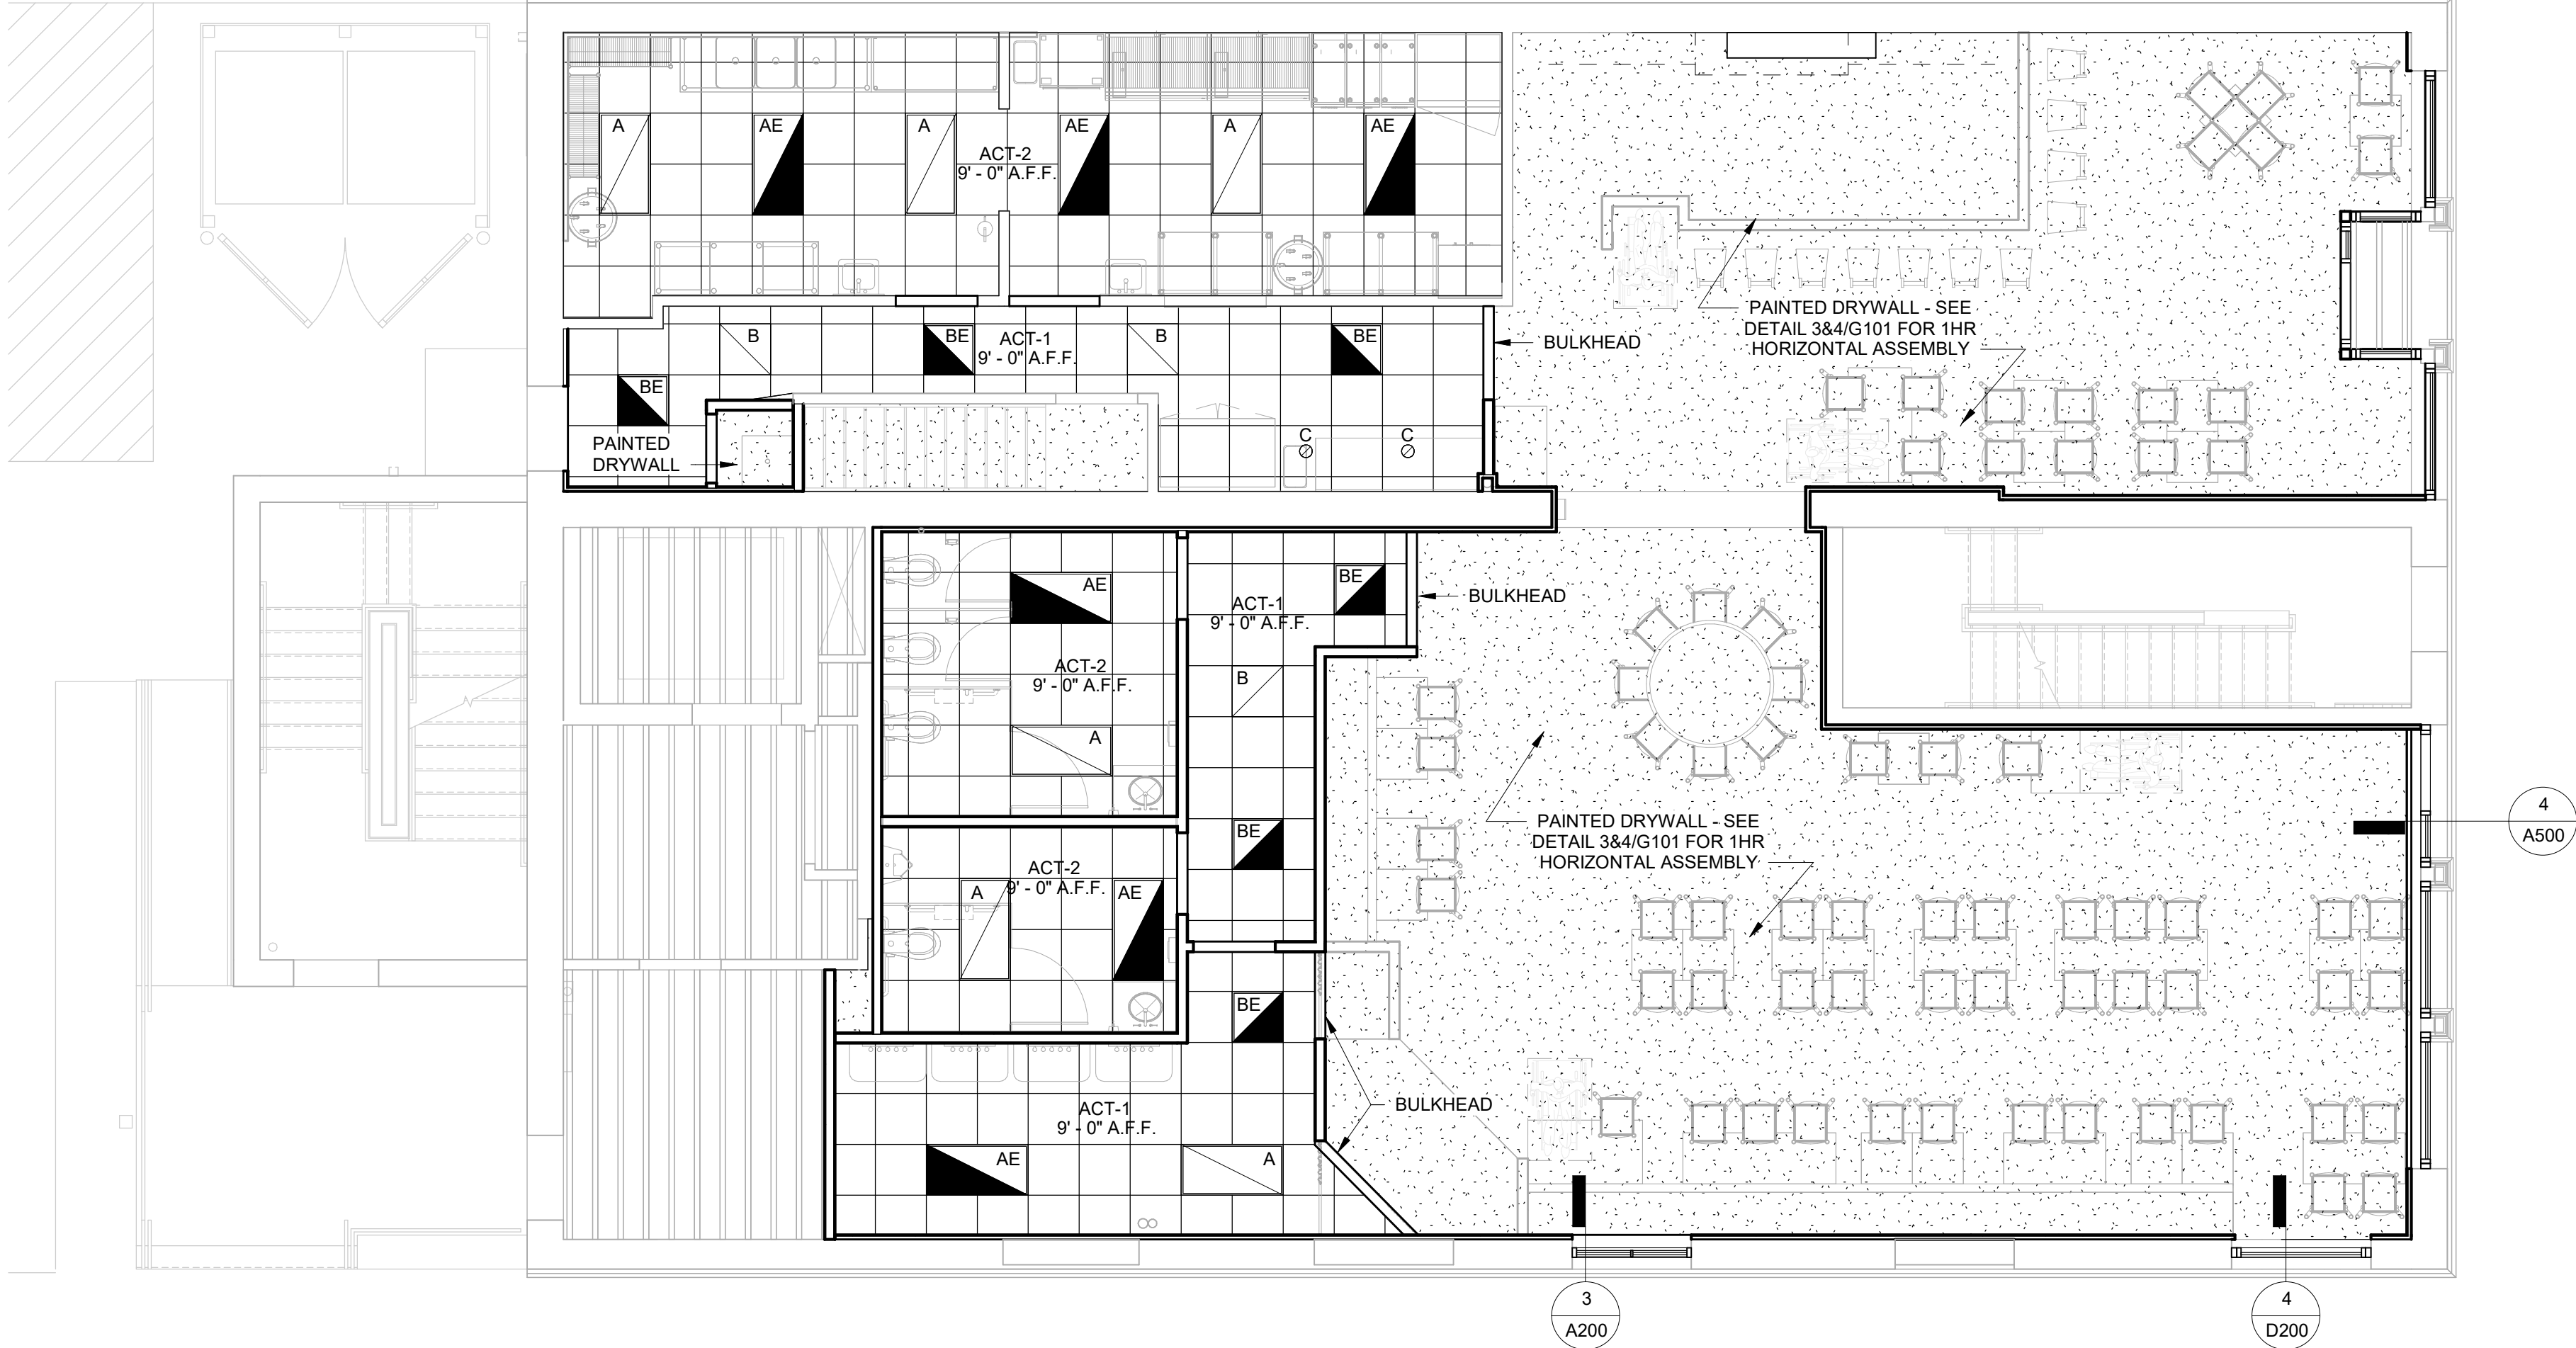 A
AE
A
AE
A
AE
ACT-2
9' - 0" A.F.F.
B
BE
ACT-1
9' - 0" A.F.F.
B
BE
BE
PAINTED
DRYWALL
C
C
BULKHEAD
PAINTED DRYWALL - SEE
DETAIL 3&4/G101 FOR 1HR
HORIZONTAL ASSEMBLY
AE
ACT-2
9' - 0" A.F.F.
A
BE
ACT-1
9' - 0" A.F.F.
BULKHEAD
B
BE
ACT-2
9' - 0" A.F.F.
A
AE
PAINTED DRYWALL - SEE
DETAIL 3&4/G101 FOR 1HR
HORIZONTAL ASSEMBLY
4
A500
BE
ACT-1
9' - 0" A.F.F.
BULKHEAD
AE
A
3
A200
4
D200